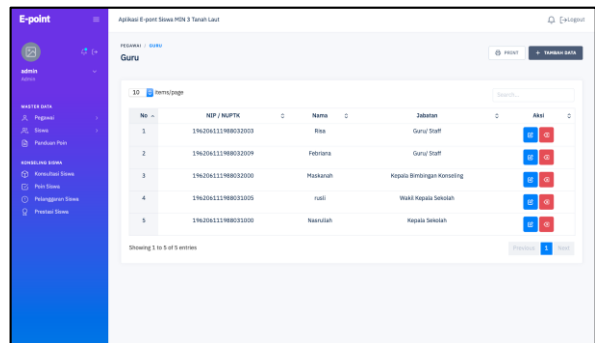 E-point
Aplikasi E-point Siswa MIN 3 Tanah Laut
Logout
admin
Admin
MASTER DATA
Pegawai
Siswa
Panduan Poin
KONSELING SISWA
Konsultasi Siswa
Poin Siswa
Pelanggaran Siswa
Prestasi Siswa
PEGAWAI / GURU
Guru
PRINT
+ TAMBAH DATA
10 items/page
Search...
No NIP / NUPTK Nama Jabatan Aksi
1 196206111988032003 Risa Guru/ Staff
2 196206111988032009 Febriana Guru/ Staff
3 196206111988032000 Maskanah Kepala Bimbingan Konseling
4 196206111988031005 rusli Wakil Kepala Sekolah
5 196206111988031000 Nasrullah Kepala Sekolah
Showing 1 to 5 of 5 entries
Previous 1 Next